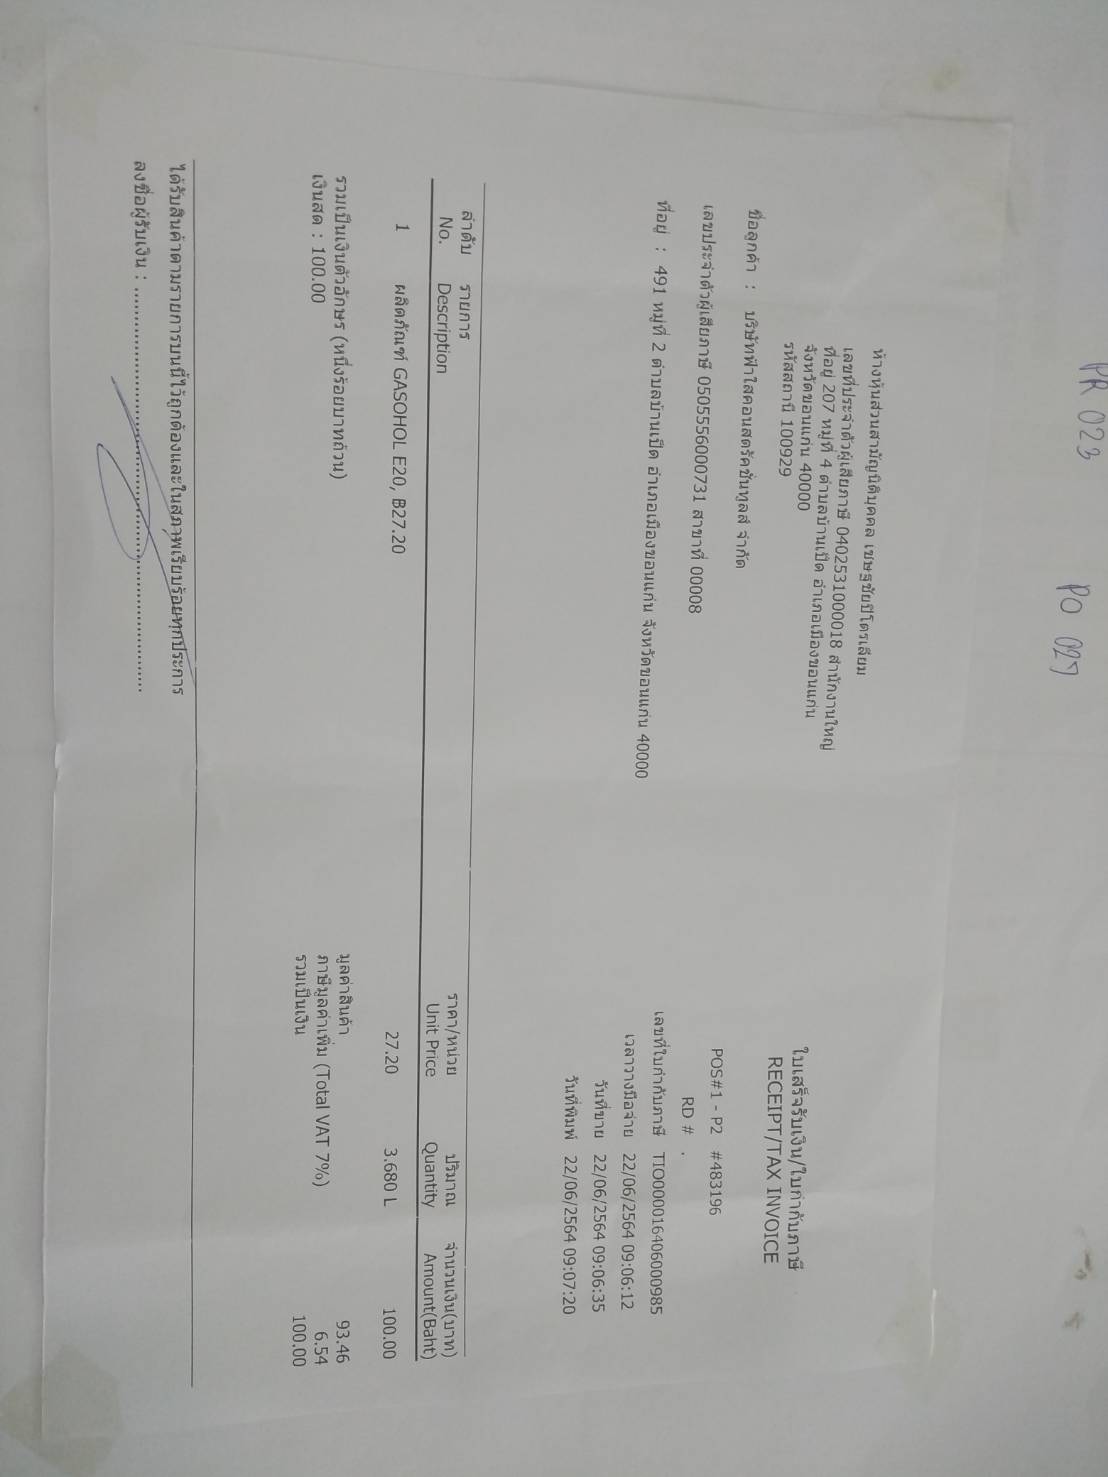 PR 023
PO 027
ห้างหุ้นส่วนสามัญนิติบุคคล เชษฐชัยปิโตรเลียม
เลขที่ประจำตัวผู้เสียภาษี 0402531000018 สำนักงานใหญ่
ที่อยู่ 207 หมู่ที่ 4 ตำบลบ้านเป็ด อำเภอเมืองขอนแก่น
จังหวัดขอนแก่น 40000
รหัสสถานี 100929
ใบเสร็จรับเงิน/ใบกำกับภาษี
RECEIPT/TAX INVOICE
ชื่อลูกค้า : บริษัทฟ้าใสคอนสตรัคชั่นทูลส์ จำกัด
เลขประจำตัวผู้เสียภาษี 0505556000731 สาขาที่ 00008
ที่อยู่ : 491 หมู่ที่ 2 ตำบลบ้านเป็ด อำเภอเมืองขอนแก่น จังหวัดขอนแก่น 40000
POS#1 - P2 #483196
RD # .
เลขที่ใบกำกับภาษี TIO00001640600​0985
เวลาวางมือจ่าย 22/06/2564 09:06:12
วันที่ขาย 22/06/2564 09:06:35
วันที่พิมพ์ 22/06/2564 09:07:20
ลำดับ รายการ ราคา/หน่วย ปริมาณ จำนวนเงิน(บาท)
No. Description Unit Price Quantity Amount(Baht)
1 ผลิตภัณฑ์ GASOHOL E20, B27.20 27.20 3.680 L 100.00
รวมเป็นเงินตัวอักษร (หนึ่งร้อยบาทถ้วน)
เงินสด : 100.00
มูลค่าสินค้า 93.46
ภาษีมูลค่าเพิ่ม (Total VAT 7%) 6.54
รวมเป็นเงิน 100.00
ได้รับสินค้าตามรายการบนนี้ไว้ถูกต้องและในสภาพเรียบร้อยทุกประการ
ลงชื่อผู้รับเงิน : ........................................